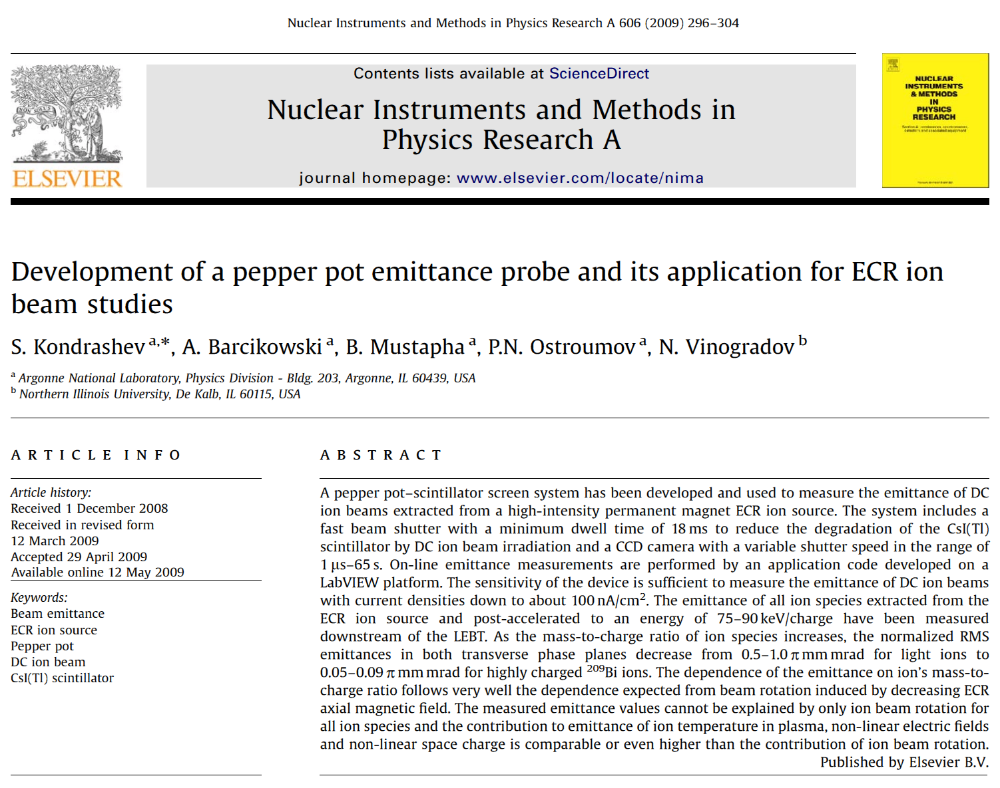 Nuclear Instruments and Methods in Physics Research A 606 (2009) 296–304
Contents lists available at ScienceDirect
Nuclear Instruments and Methods in
Physics Research A
journal homepage: www.elsevier.com/locate/nima
NON SOLUS
ELSEVIER
NUCLEAR
INSTRUMENTS
& METHODS
IN
PHYSICS
RESEARCH
Development of a pepper pot emittance probe and its application for ECR ion
beam studies
S. Kondrashev a,*, A. Barcikowski a, B. Mustapha a, P.N. Ostroumov a, N. Vinogradov b
a Argonne National Laboratory, Physics Division - Bldg. 203, Argonne, IL 60439, USA
b Northern Illinois University, De Kalb, IL 60115, USA
ARTICLE INFO
Article history:
Received 1 December 2008
Received in revised form
12 March 2009
Accepted 29 April 2009
Available online 12 May 2009
Keywords:
Beam emittance
ECR ion source
Pepper pot
DC ion beam
CsI(Tl) scintillator
ABSTRACT
A pepper pot–scintillator screen system has been developed and used to measure the emittance of DC
ion beams extracted from a high-intensity permanent magnet ECR ion source. The system includes a
fast beam shutter with a minimum dwell time of 18 ms to reduce the degradation of the CsI(Tl)
scintillator by DC ion beam irradiation and a CCD camera with a variable shutter speed in the range of
1 μs–65 s. On-line emittance measurements are performed by an application code developed on a
LabVIEW platform. The sensitivity of the device is sufficient to measure the emittance of DC ion beams
with current densities down to about 100 nA/cm². The emittance of all ion species extracted from the
ECR ion source and post-accelerated to an energy of 75–90 keV/charge have been measured
downstream of the LEBT. As the mass-to-charge ratio of ion species increases, the normalized RMS
emittances in both transverse phase planes decrease from 0.5–1.0 π mm mrad for light ions to
0.05–0.09 π mm mrad for highly charged ²⁰⁹Bi ions. The dependence of the emittance on ion's mass-to-
charge ratio follows very well the dependence expected from beam rotation induced by decreasing ECR
axial magnetic field. The measured emittance values cannot be explained by only ion beam rotation for
all ion species and the contribution to emittance of ion temperature in plasma, non-linear electric fields
and non-linear space charge is comparable or even higher than the contribution of ion beam rotation.
Published by Elsevier B.V.